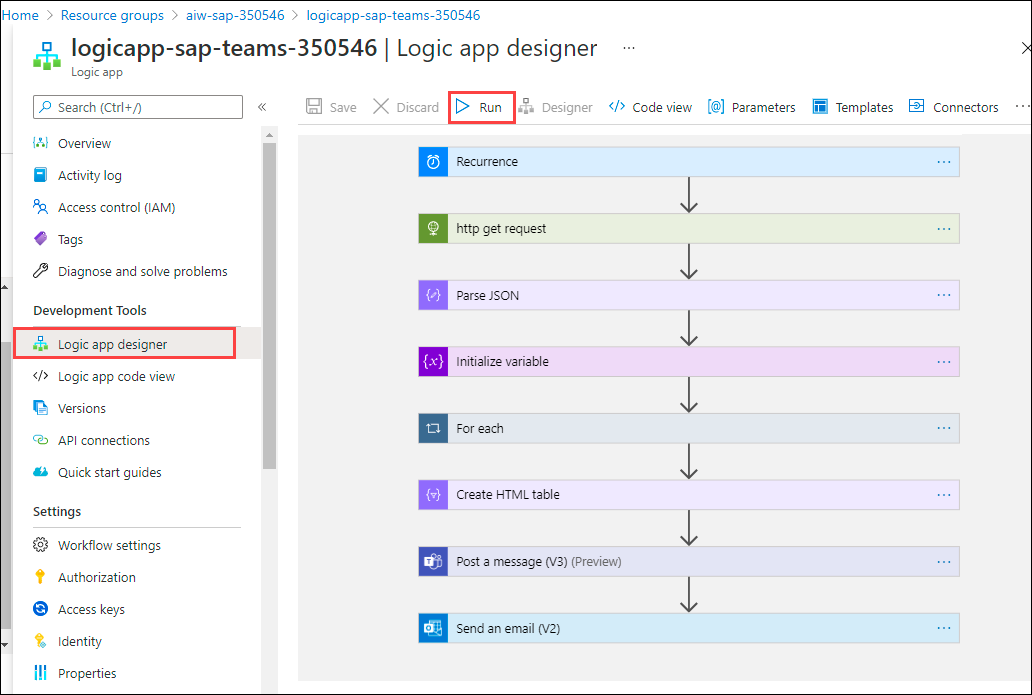 Home > Resource groups > aiw-sap-350546 > logicapp-sap-teams-350546
logicapp-sap-teams-350546 | Logic app designer ...
Logic app
Search (Ctrl+/)
«
Overview
Activity log
Access control (IAM)
Tags
Diagnose and solve problems
Development Tools
Logic app designer
Logic app code view
Versions
API connections
Quick start guides
Settings
Workflow settings
Authorization
Access keys
Identity
Properties
Save Discard Run Designer Code view Parameters Templates Connectors ...
Recurrence ...
http get request ...
Parse JSON ...
Initialize variable ...
For each ...
Create HTML table ...
Post a message (V3) (Preview) ...
Send an email (V2) ...